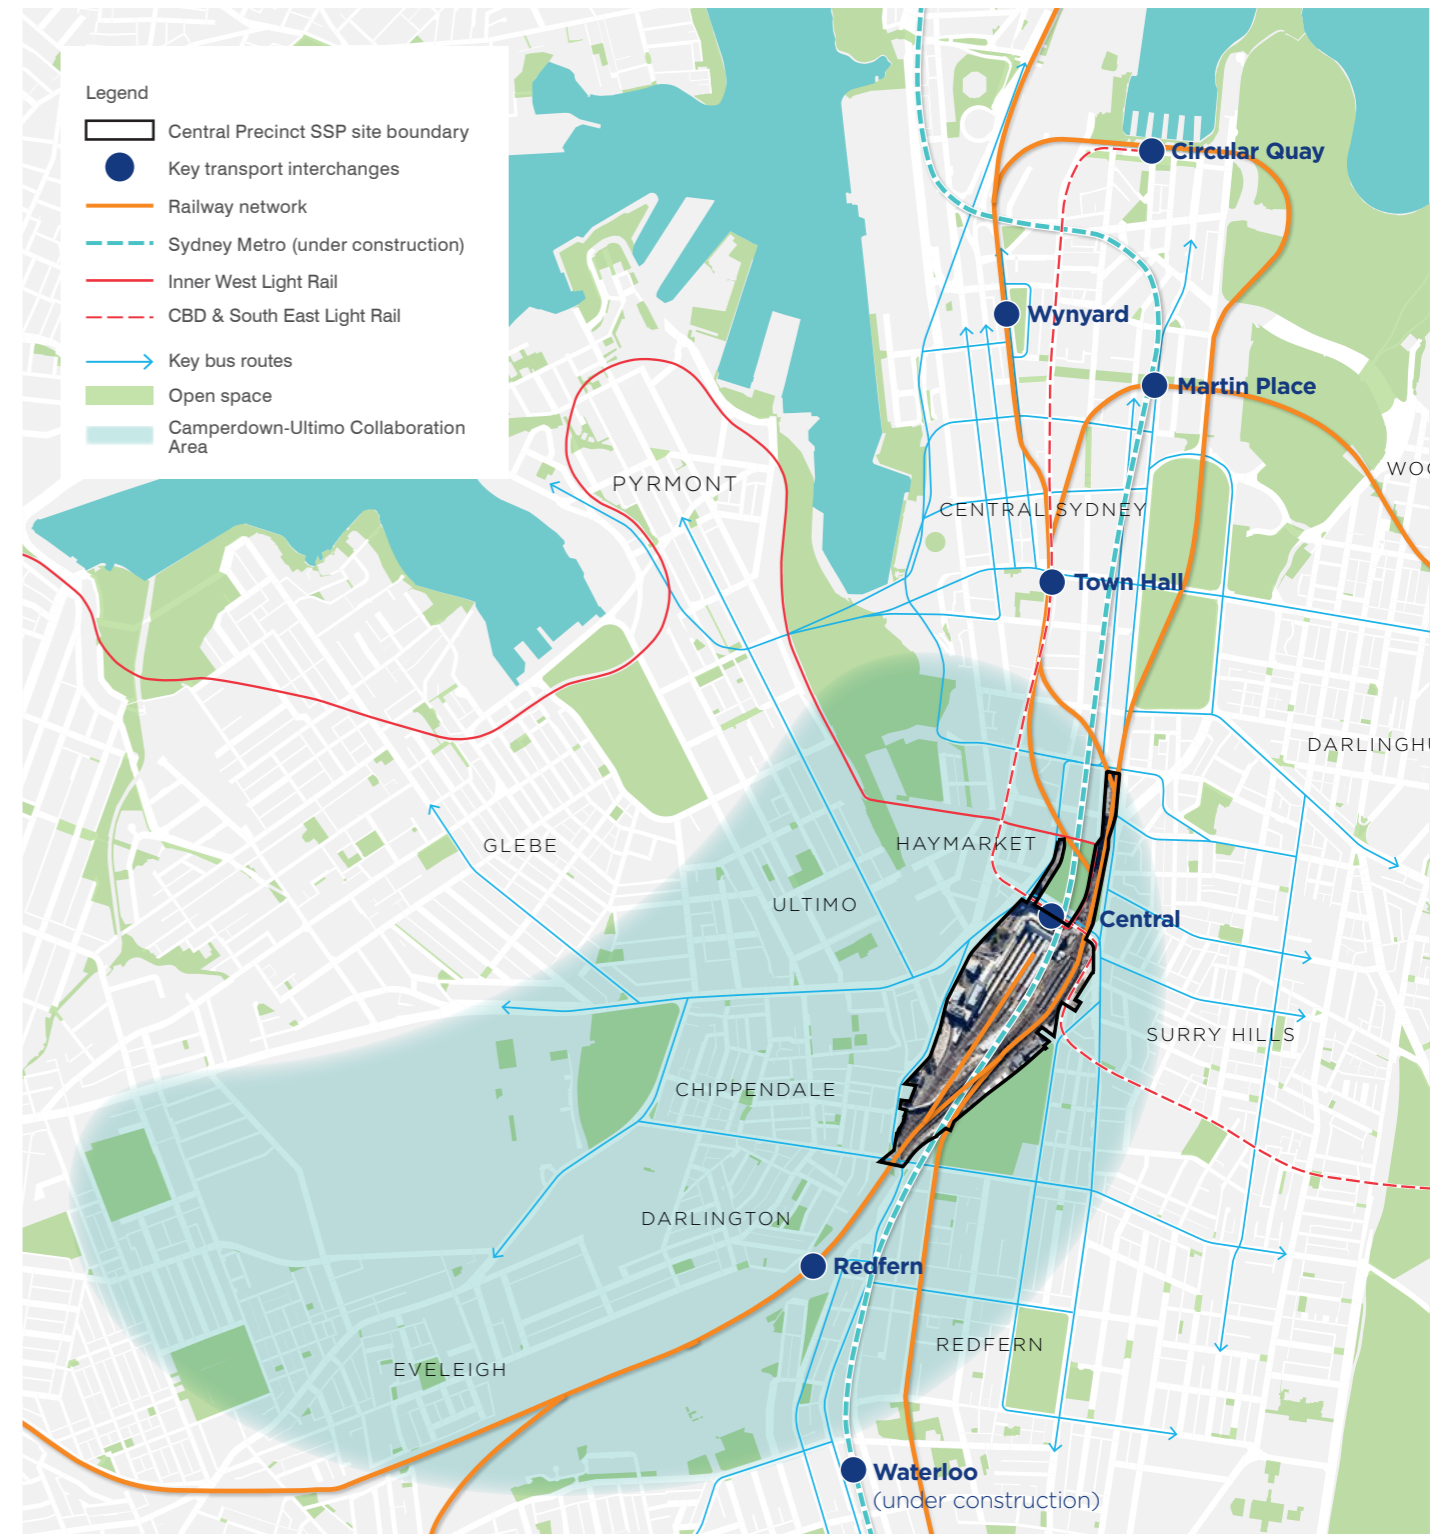 Legend
Central Precinct SSP site boundary
Key transport interchanges
Railway network
Sydney Metro (under construction)
Inner West Light Rail
CBD & South East Light Rail
Key bus routes
Open space
Camperdown-Ultimo Collaboration
Area
Circular Quay
Wynyard
Martin Place
WOO
PYRMONT
CENTRAL SYDNEY
Town Hall
DARLINGHU
GLEBE
HAYMARKET
ULTIMO
Central
SURRY HILLS
CHIPPENDALE
DARLINGTON
Redfern
REDFERN
EVELEIGH
Waterloo
(under construction)